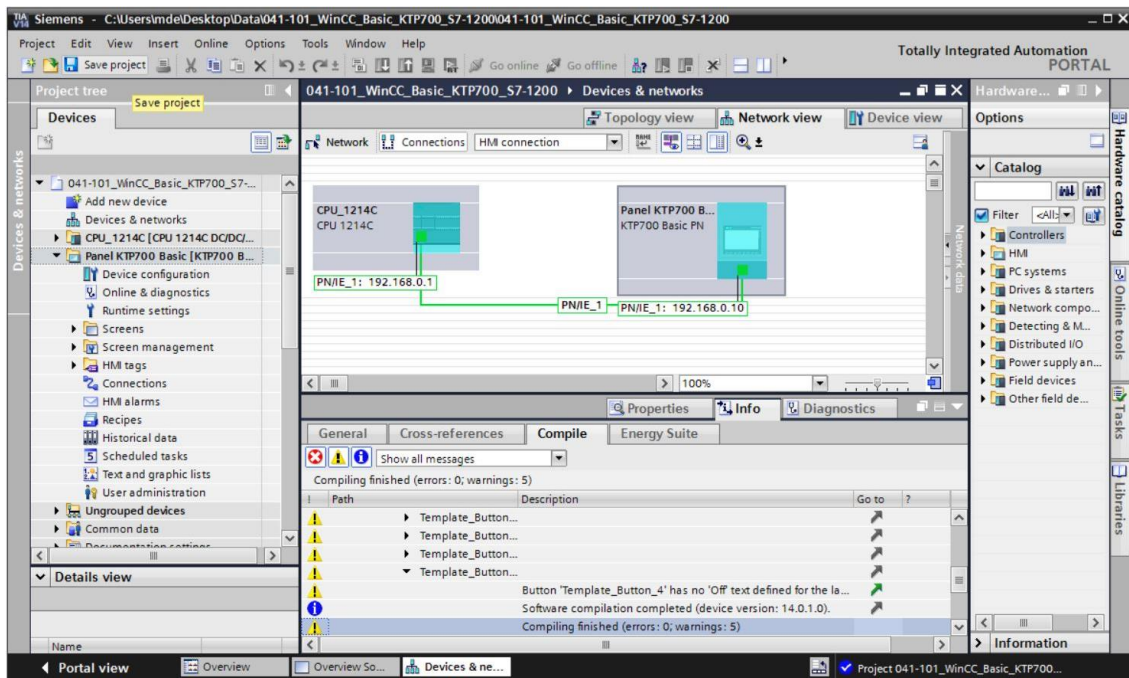 TIA V14 Siemens - C:\Users\mde\Desktop\Data\041-101_WinCC_Basic_KTP700_S7-1200\041-101_WinCC_Basic_KTP700_S7-1200
Project Edit View Insert Online Options Tools Window Help
Totally Integrated Automation
PORTAL
Save project
Go online
Go offline
Project tree
Save project
041-101_WinCC_Basic_KTP700_S7-1200 ▸ Devices & networks
Hardware...
Devices
Topology view
Network view
Device view
Options
Network
Connections
HMI connection
Devices & networks
041-101_WinCC_Basic_KTP700_S7-...
Add new device
Devices & networks
CPU_1214C [CPU 1214C DC/DC/...
Panel KTP700 Basic [KTP700 B...
Device configuration
Online & diagnostics
Runtime settings
Screens
Screen management
HMI tags
Connections
HMI alarms
Recipes
Historical data
Scheduled tasks
Text and graphic lists
User administration
Ungrouped devices
Common data
Documentation settings
Details view
Name
CPU_1214C
CPU 1214C
Panel KTP700 B...
KTP700 Basic PN
PN/IE_1: 192.168.0.1
PN/IE_1
PN/IE_1: 192.168.0.10
Network data
100%
Properties
Info
Diagnostics
General
Cross-references
Compile
Energy Suite
Show all messages
Compiling finished (errors: 0; warnings: 5)
! Path Description Go to ?
Template_Button...
Template_Button...
Template_Button...
Template_Button...
Button 'Template_Button_4' has no 'Off' text defined for the la...
Software compilation completed (device version: 14.0.1.0).
Compiling finished (errors: 0; warnings: 5)
Catalog
Filter
<All>
Controllers
HMI
PC systems
Drives & starters
Network compo...
Detecting & M...
Distributed I/O
Power supply an...
Field devices
Other field de...
Information
Hardware catalog
Online tools
Tasks
Libraries
Portal view
Overview
Overview So...
Devices & ne...
Project 041-101_WinCC_Basic_KTP700...